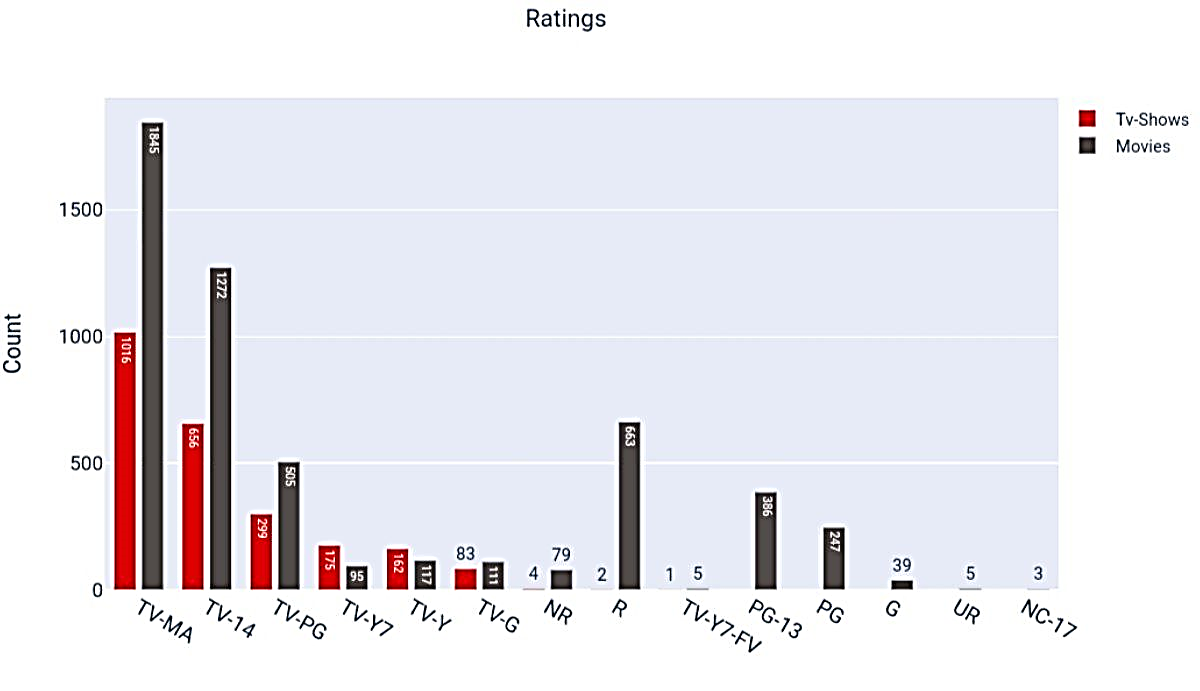 Ratings
Tv-Shows
Movies
Count
1500
1000
500
0
1016
1845
656
1272
299
505
175
95
162
117
83
111
4
79
2
663
1
5
386
247
39
5
3
TV-MA
TV-14
TV-PG
TV-Y7
TV-Y
TV-G
NR
R
TV-Y7-FV
PG-13
PG
G
UR
NC-17